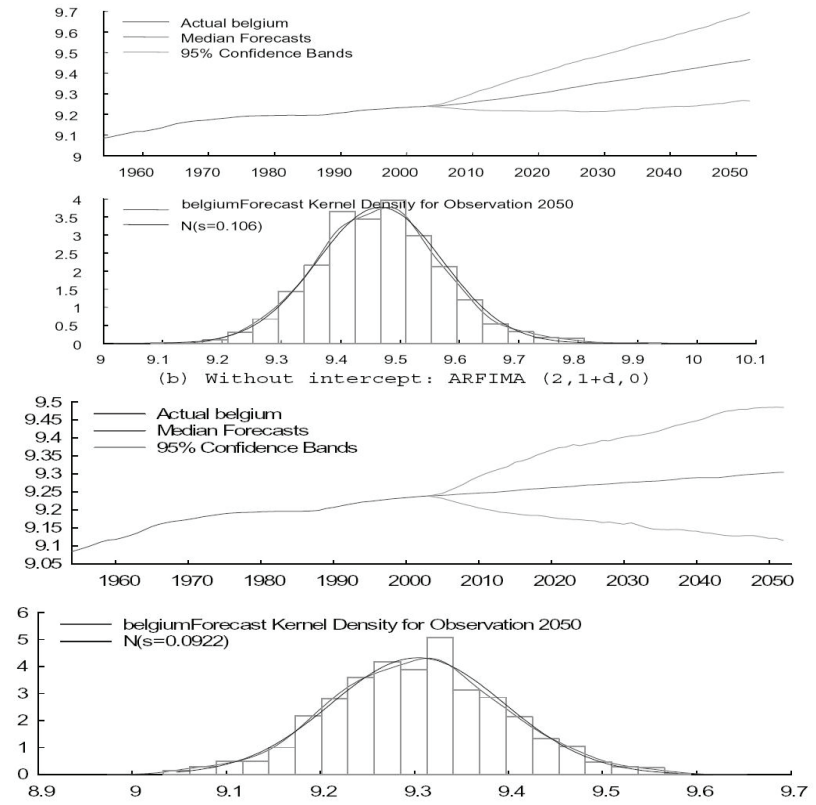 9.7
9.6
9.5
9.4
9.3
9.2
9.1
9
Actual belgium
Median Forecasts
95% Confidence Bands
1960 1970 1980 1990 2000 2010 2020 2030 2040 2050
4
3.5
3
2.5
2
1.5
1
0.5
0
belgiumForecast Kernel Density for Observation 2050
N(s=0.106)
9 9.1 9.2 9.3 9.4 9.5 9.6 9.7 9.8 9.9 10 10.1
(b) Without intercept: ARFIMA (2,1+d,0)
9.5
9.45
9.4
9.35
9.3
9.25
9.2
9.15
9.1
9.05
Actual belgium
Median Forecasts
95% Confidence Bands
1960 1970 1980 1990 2000 2010 2020 2030 2040 2050
6
5
4
3
2
1
0
belgiumForecast Kernel Density for Observation 2050
N(s=0.0922)
8.9 9 9.1 9.2 9.3 9.4 9.5 9.6 9.7